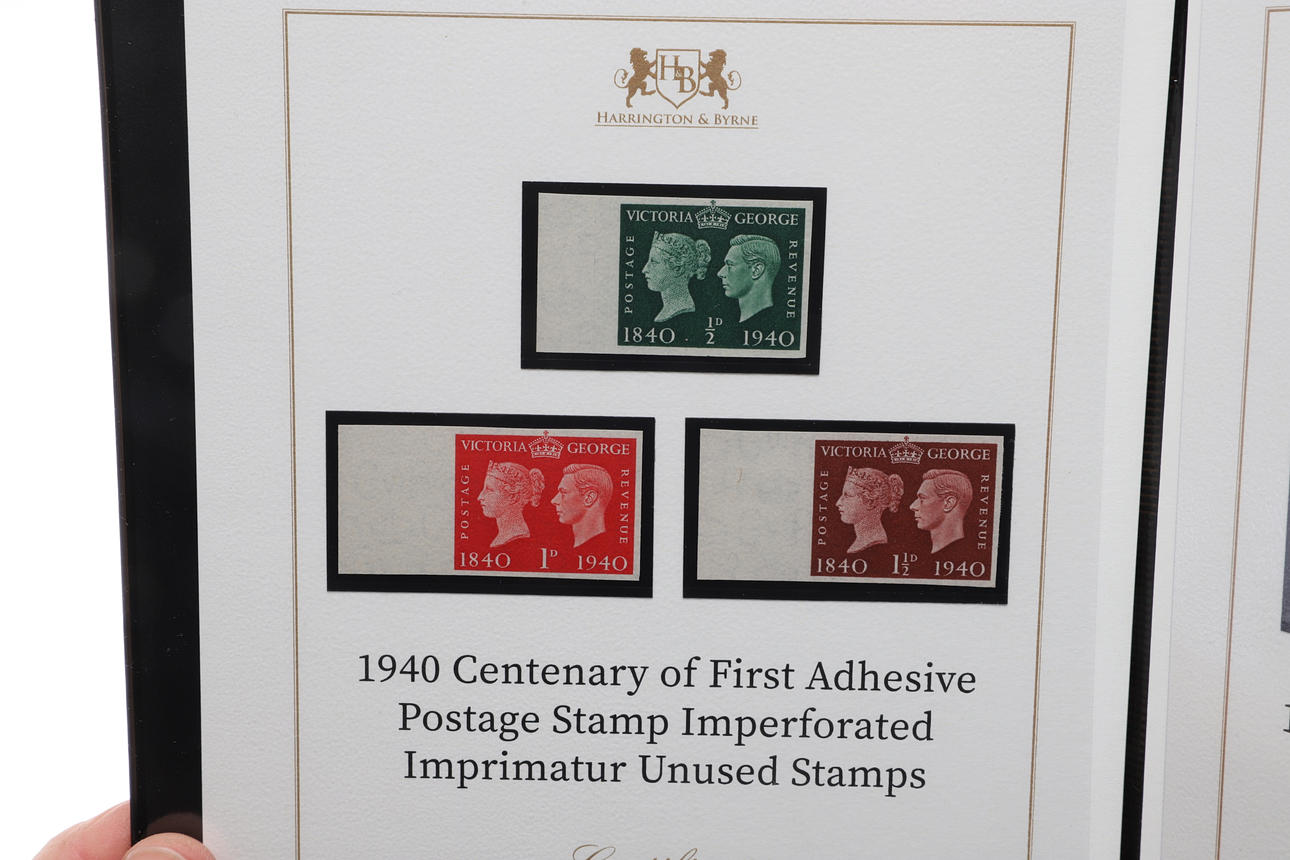 H&B
HARRINGTON & BYRNE
VICTORIA GEORGE
POSTAGE
REVENUE
1840 ½D 1940
VICTORIA GEORGE
POSTAGE
REVENUE
1840 1D 1940
VICTORIA GEORGE
POSTAGE
REVENUE
1840 1½D 1940
1940 Centenary of First Adhesive
Postage Stamp Imperforated
Imprimatur Unused Stamps